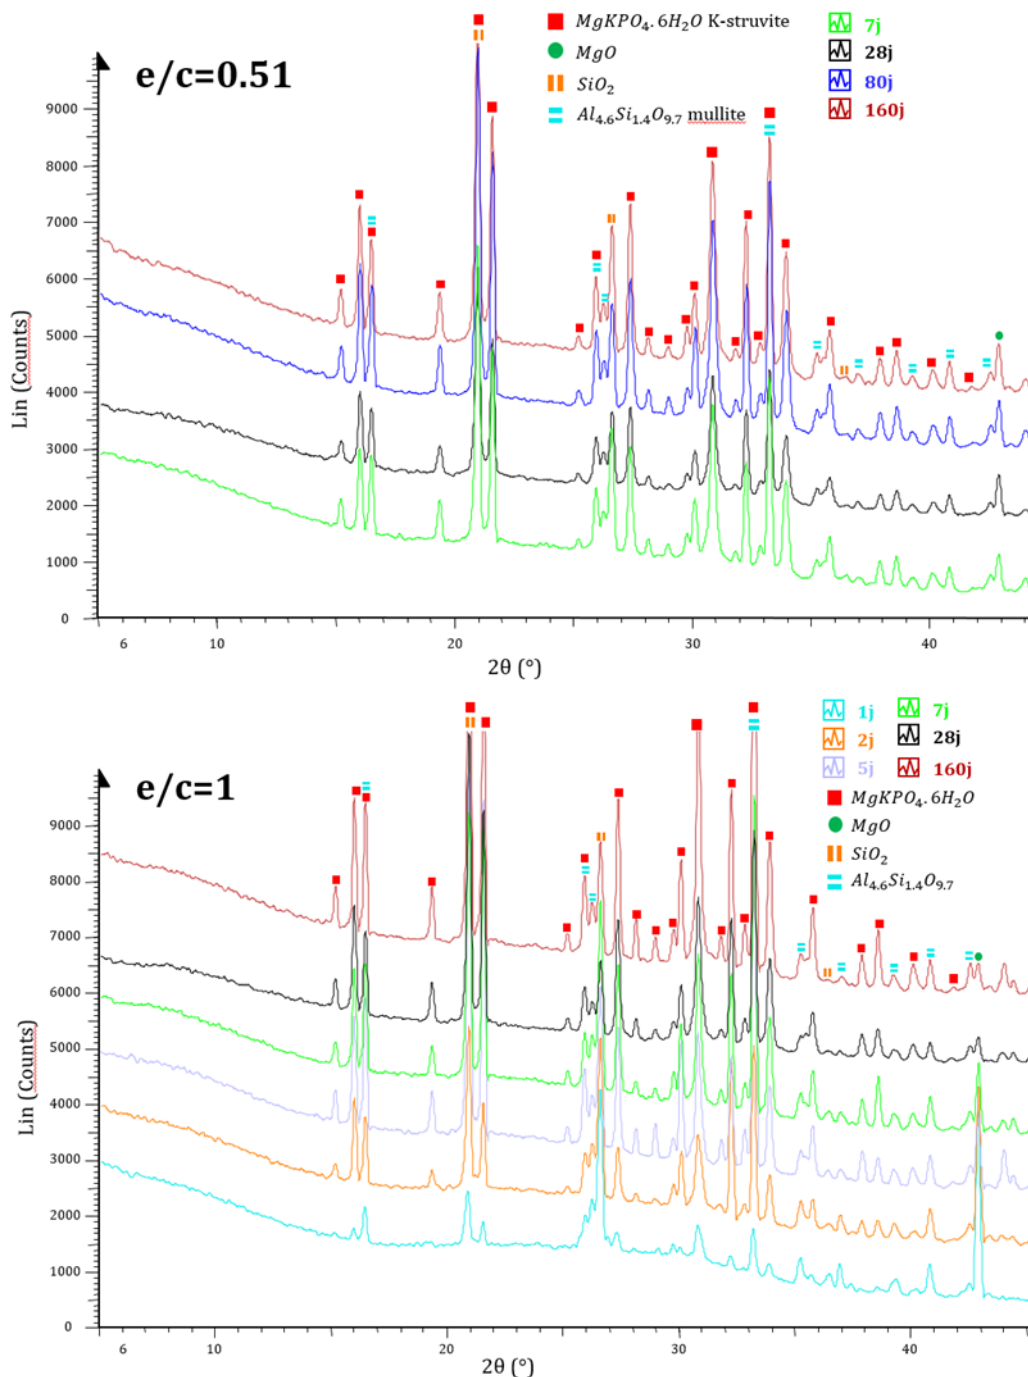 MgKPO₄.6H₂O K-struvite
MgO
SiO₂
Al₄.₆Si₁.₄O₉.₇ mullite
7j
28j
80j
160j
e/c=0.51
Lin (Counts)
9000
8000
7000
6000
5000
4000
3000
2000
1000
0
6 10 20 30 40
2θ (°)
1j
2j
5j
7j
28j
160j
MgKPO₄.6H₂O
MgO
SiO₂
Al₄.₆Si₁.₄O₉.₇
e/c=1
Lin (Counts)
9000
8000
7000
6000
5000
4000
3000
2000
1000
0
6 10 20 30 40
2θ (°)